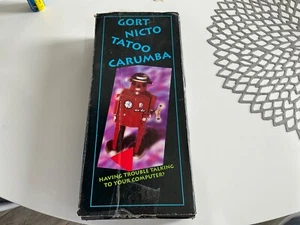 GORT
NICTO
TATOO
CARUMBA
HAVING TROUBLE TALKING
TO YOUR COMPUTER?